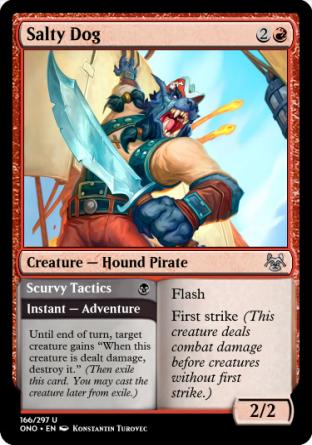 Salty Dog 2
Creature — Hound Pirate
Scurvy Tactics
Instant — Adventure
Until end of turn, target
creature gains “When this
creature is dealt damage,
destroy it.” (Then exile
this card. You may cast the
creature later from exile.)
Flash
First strike (This
creature deals
combat damage
before creatures
without first
strike.)
2/2
166/297 U
ONO • EN Konstantin Turovec